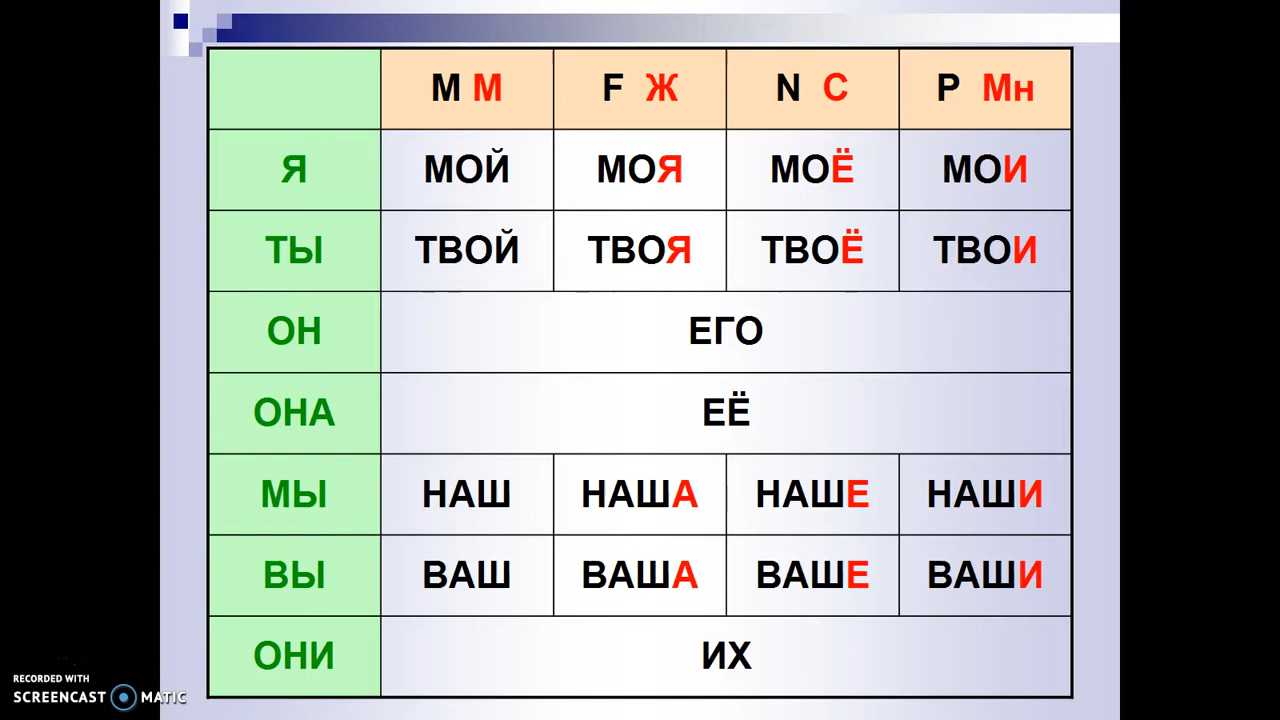 M М F Ж N С P Мн
Я МОЙ МОЯ МОЁ МОИ
ТЫ ТВОЙ ТВОЯ ТВОЁ ТВОИ
ОН ЕГО
ОНА ЕЁ
МЫ НАШ НАША НАШЕ НАШИ
ВЫ ВАШ ВАША ВАШЕ ВАШИ
ОНИ ИХ
RECORDED WITH
SCREENCAST MATIC